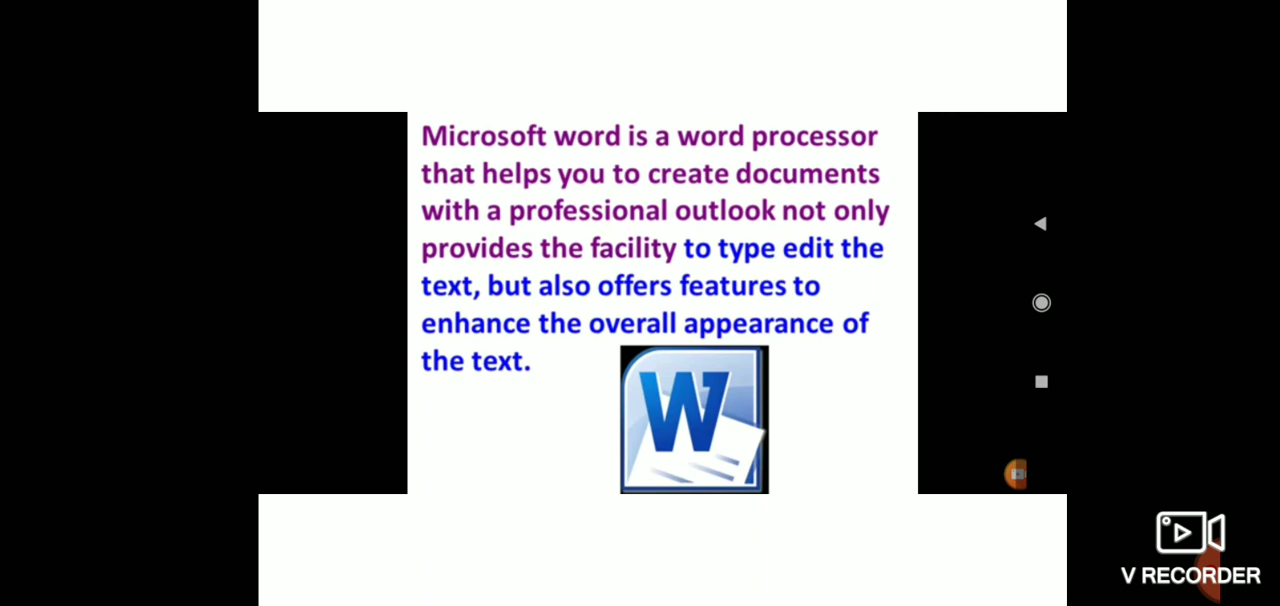 Microsoft word is a word processor
that helps you to create documents
with a professional outlook not only
provides the facility to type edit the
text, but also offers features to
enhance the overall appearance of
the text.
W
V RECORDER